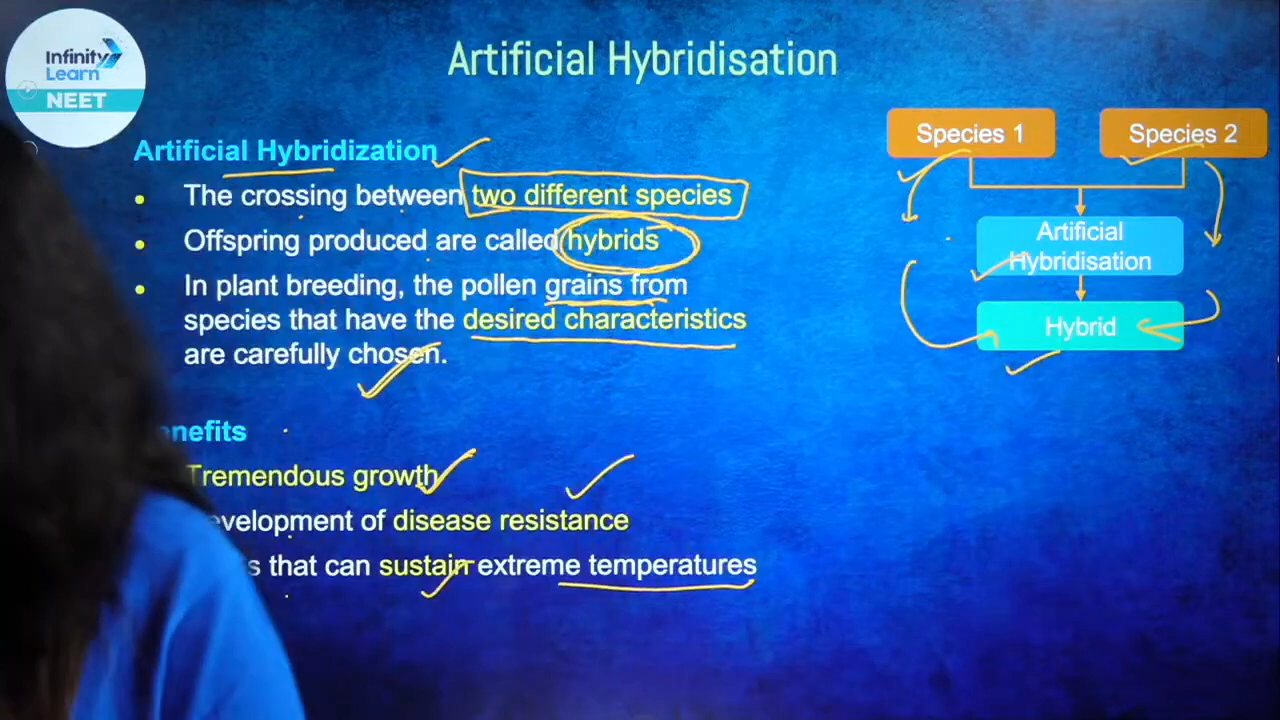 Infinity
Learn
NEET
Artificial Hybridisation
Artificial Hybridization
• The crossing between two different species
• Offspring produced are called hybrids
• In plant breeding, the pollen grains from
species that have the desired characteristics
are carefully chosen.
Tremendous growth
of disease resistance
that can sustain extreme temperatures
Species 1
Species 2
Artificial
Hybridisation
Hybrid